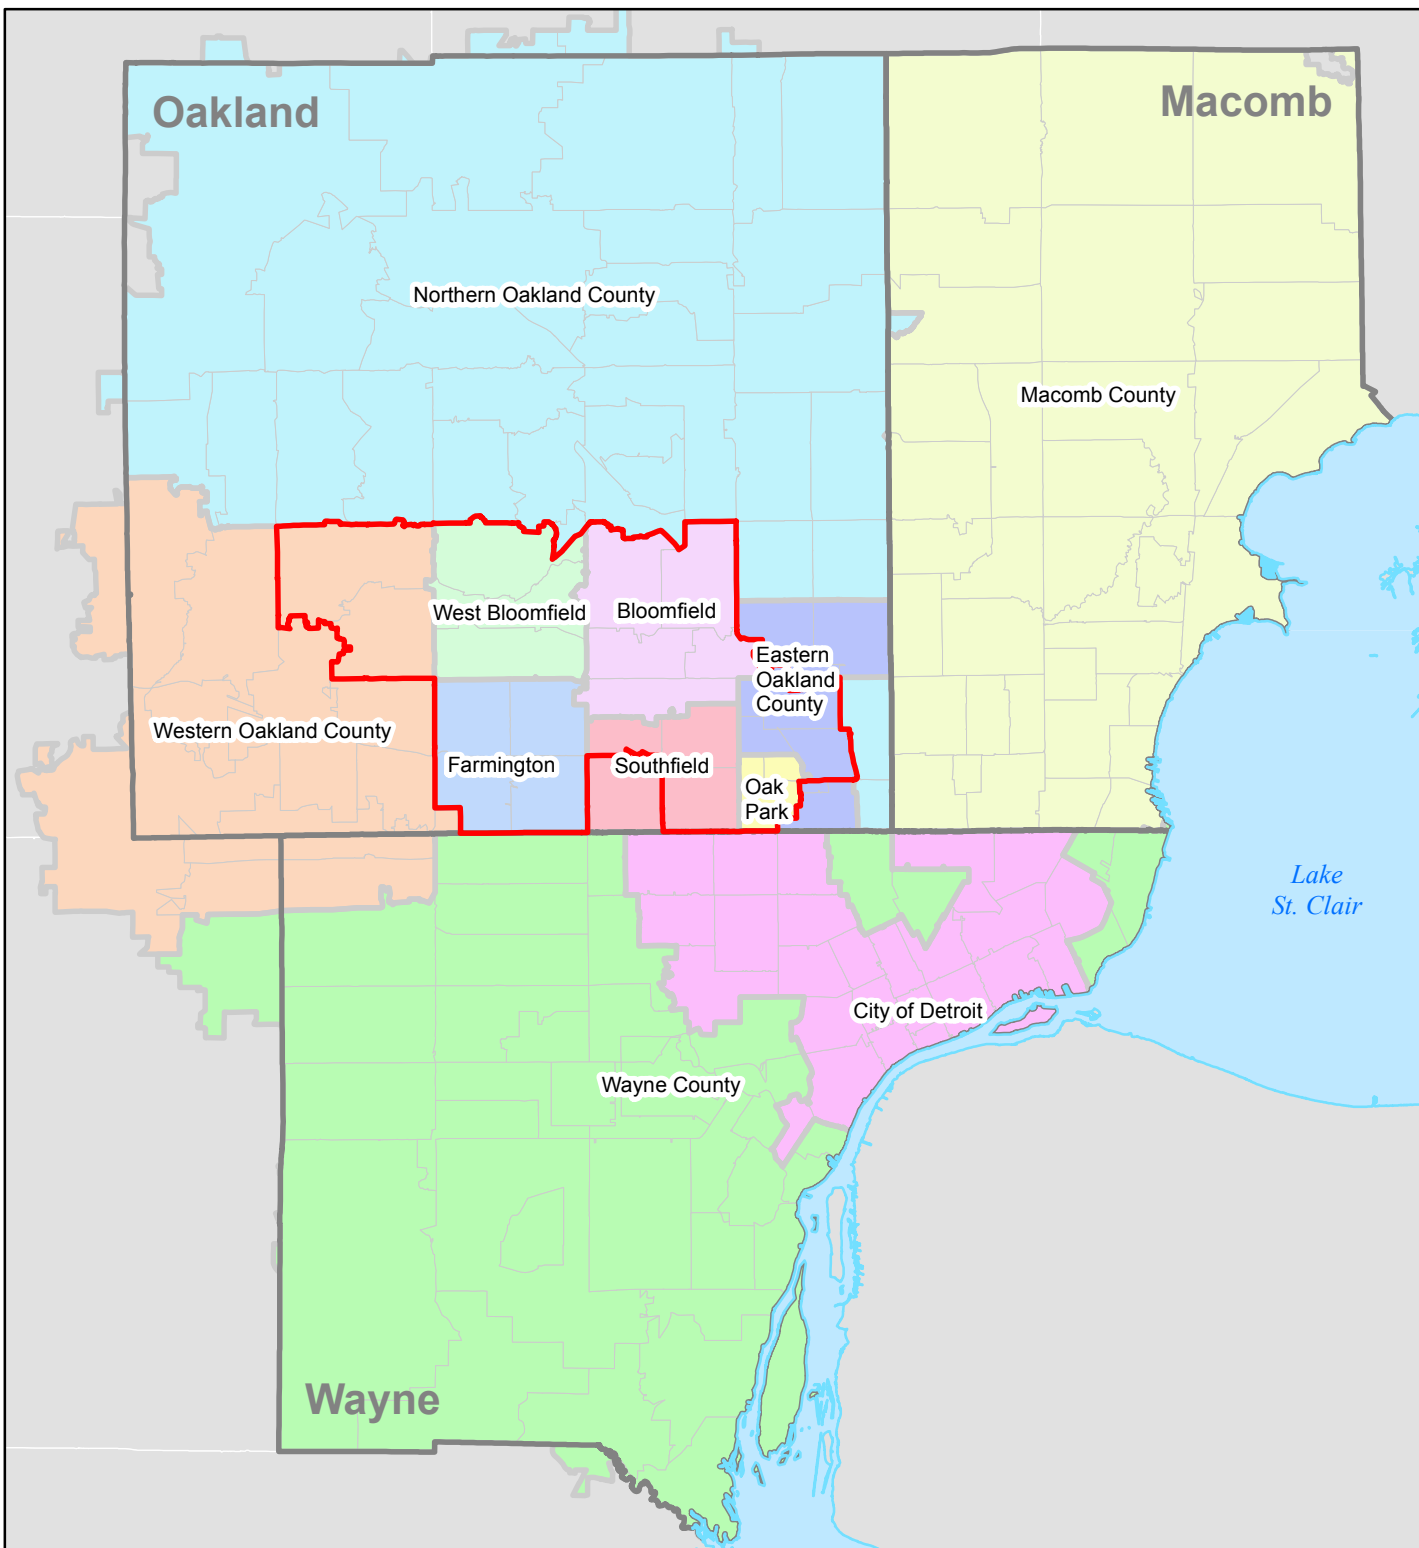 Oakland
Macomb
Northern Oakland County
Macomb County
West Bloomfield
Bloomfield
Eastern
Oakland
County
Western Oakland County
Farmington
Southfield
Oak
Park
Lake
St. Clair
City of Detroit
Wayne County
Wayne